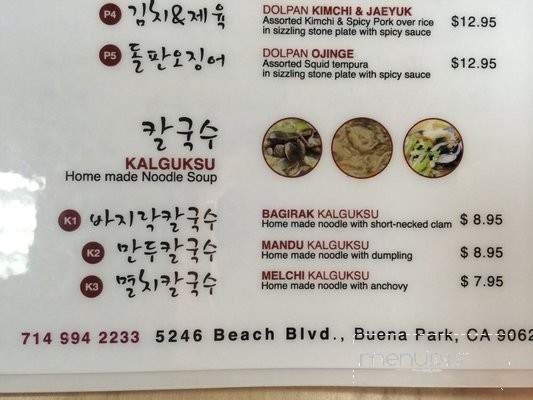 P4 김치&제육 DOLPAN KIMCHI & JAEYUK
Assorted Kimchi & Spicy Pork over rice
in sizzling stone plate with spicy sauce $12.95
P5 돌판오징어 DOLPAN OJINGE
Assorted Squid tempura
in sizzling stone plate with spicy sauce $12.95
칼국수
KALGUKSU
Home made Noodle Soup
K1 바지락칼국수 BAGIRAK KALGUKSU
Home made noodle with short-necked clam $ 8.95
K2 만두칼국수 MANDU KALGUKSU
Home made noodle with dumpling $ 8.95
K3 멸치칼국수 MELCHI KALGUKSU
Home made noodle with anchovy $ 7.95
714 994 2233 5246 Beach Blvd., Buena Park, CA 9062